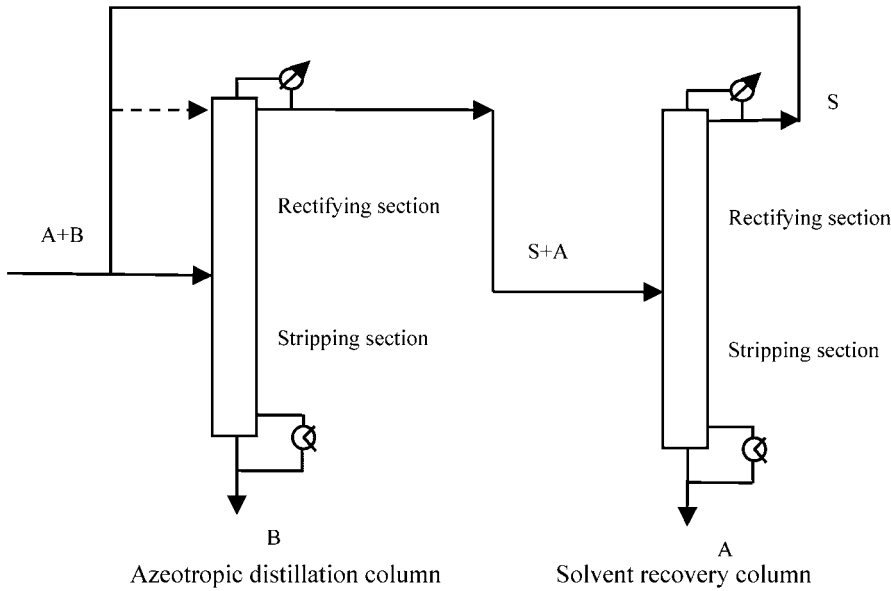 S
Rectifying section
Rectifying section
A+B
S+A
Stripping section
Stripping section
B
A
Azeotropic distillation column
Solvent recovery column